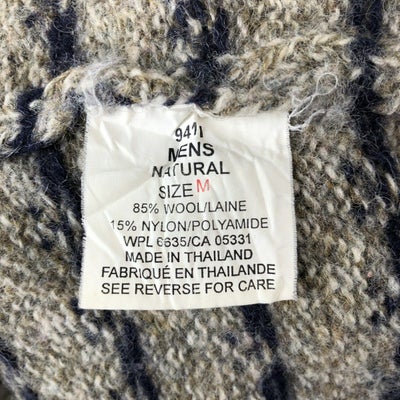 MENS
NATURAL
SIZE M
85% WOOL/LAINE
15% NYLON/POLYAMIDE
WPL 6635/CA 05331
MADE IN THAILAND
FABRIQUÉ EN THAILANDE
SEE REVERSE FOR CARE